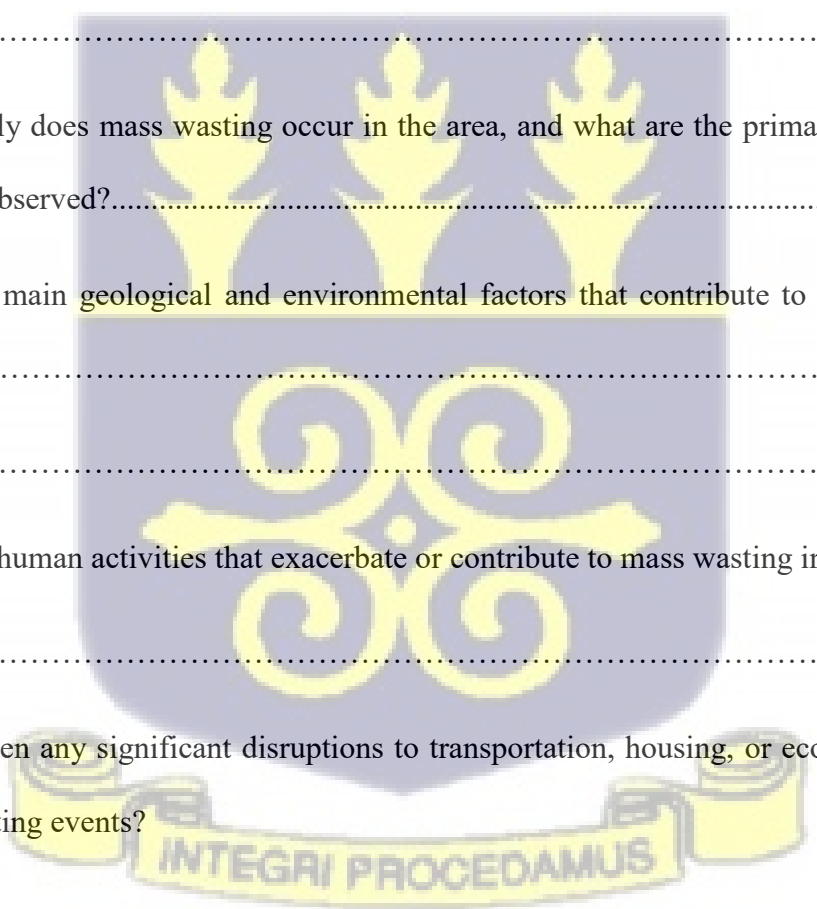 ....................................................................................
ly does mass wasting occur in the area, and what are the prima
bserved?....................................................................................
main geological and environmental factors that contribute to
....................................................................................
....................................................................................
human activities that exacerbate or contribute to mass wasting in
....................................................................................
en any significant disruptions to transportation, housing, or eco
ting events?
INTEGRI PROCEDAMUS